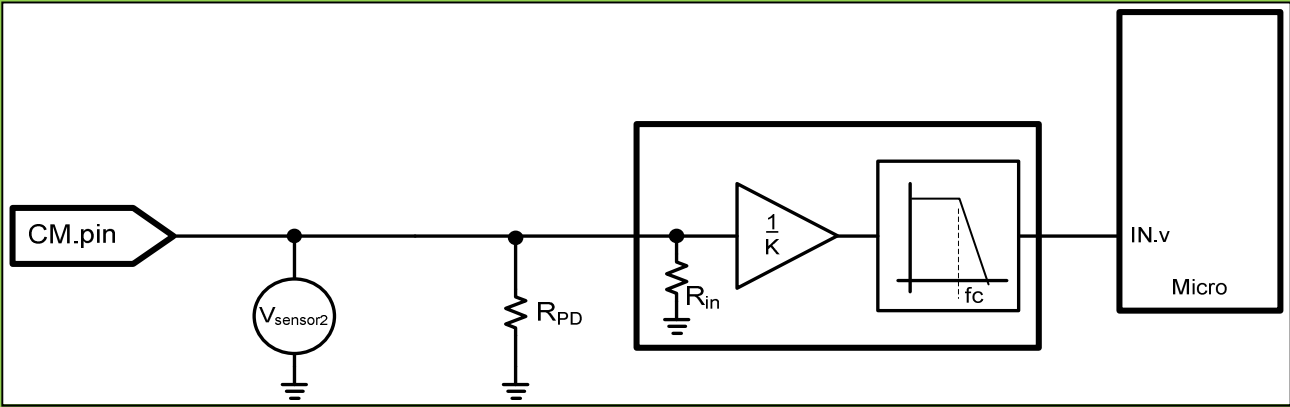 CM.pin
Vsensor2
RPD
Rin
1
K
fc
IN.v
Micro